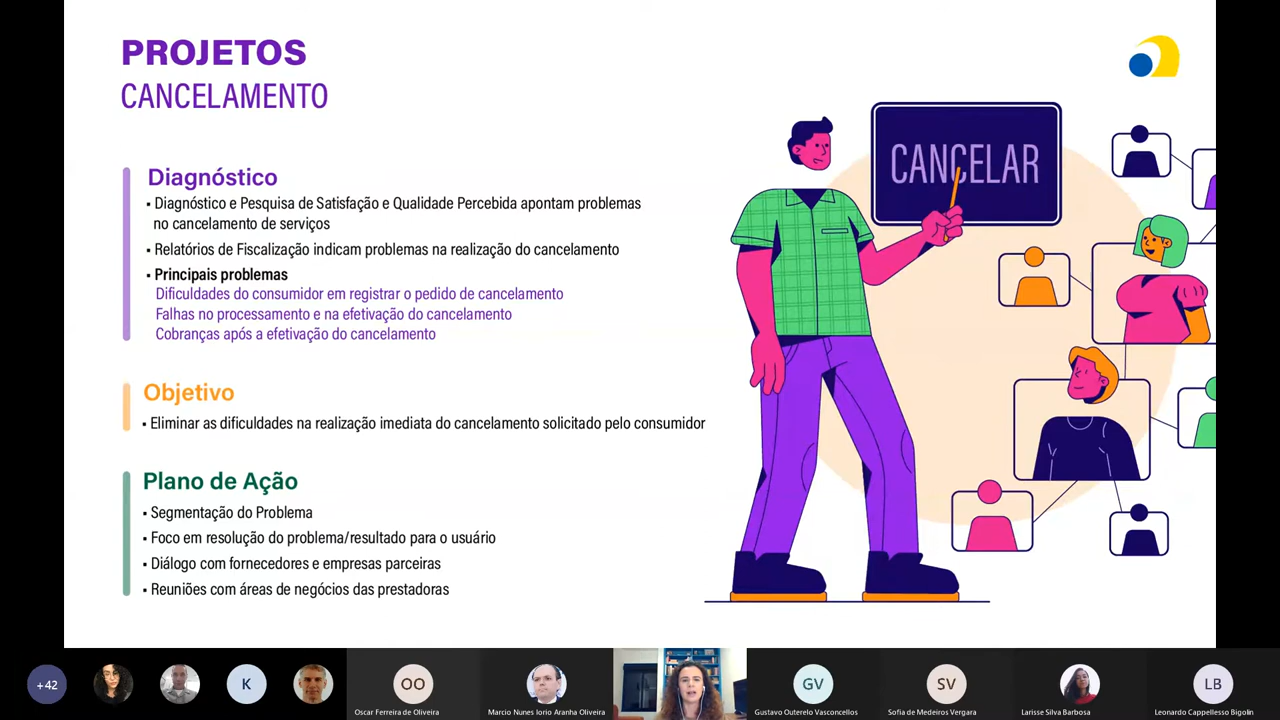 PROJETOS
CANCELAMENTO
CANCELAR
Diagnóstico
▪ Diagnóstico e Pesquisa de Satisfação e Qualidade Percebida apontam problemas
no cancelamento de serviços
▪ Relatórios de Fiscalização indicam problemas na realização do cancelamento
▪ Principais problemas
Dificuldades do consumidor em registrar o pedido de cancelamento
Falhas no processamento e na efetivação do cancelamento
Cobranças após a efetivação do cancelamento
Objetivo
▪ Eliminar as dificuldades na realização imediata do cancelamento solicitado pelo consumidor
Plano de Ação
▪ Segmentação do Problema
▪ Foco em resolução do problema/resultado para o usuário
▪ Diálogo com fornecedores e empresas parceiras
▪ Reuniões com áreas de negócios das prestadoras
+42 K OO GV SV LB
Oscar Ferreira de Oliveira Marcio Nunes Iorio Aranha Oliveira Gustavo Outerelo Vasconcellos Sofia de Medeiros Vergara Larisse Silva Barbosa Leonardo Cappellesso Bigolin